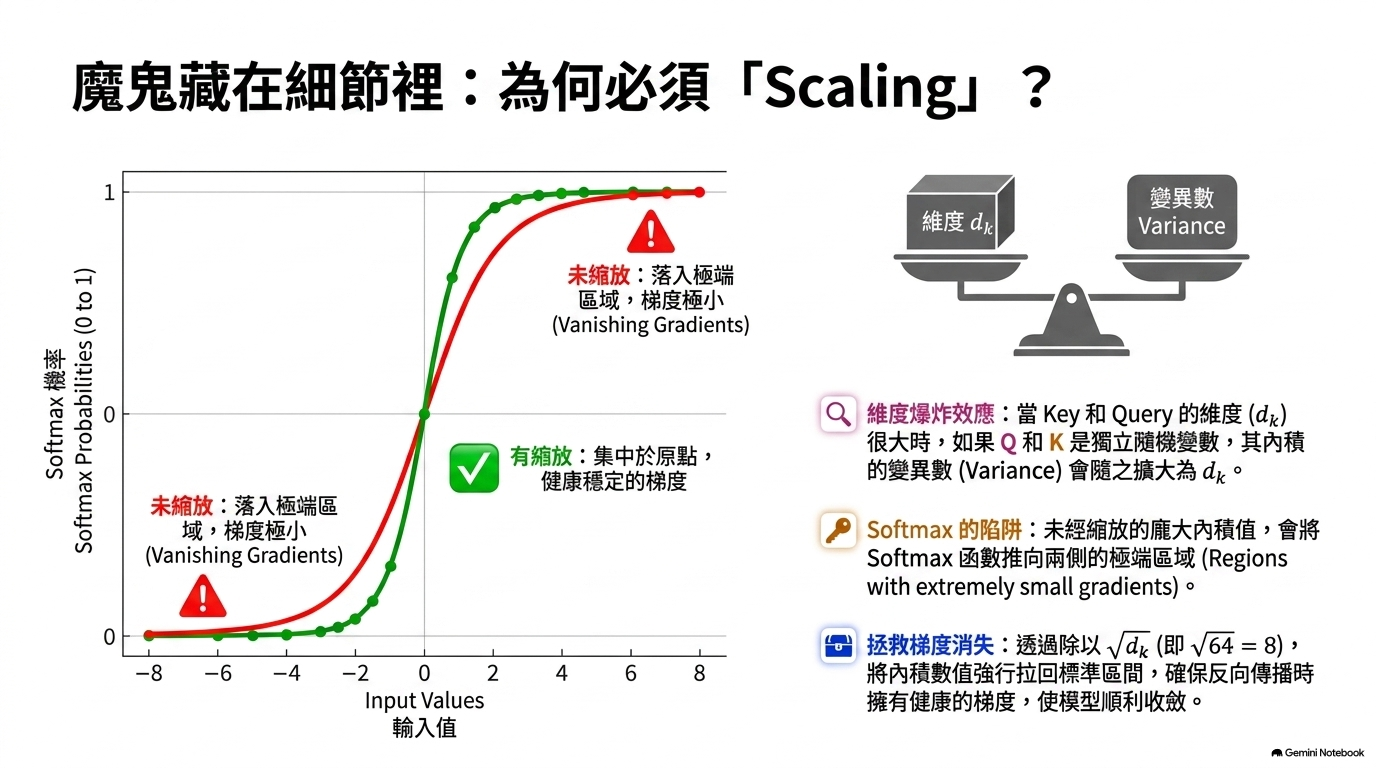 魔鬼藏在細節裡：為何必須「Scaling」？
1
0
0
Softmax 機率
Softmax Probabilities (0 to 1)
未縮放：落入極端
區域，梯度極小
(Vanishing Gradients)
有縮放：集中於原點，
健康穩定的梯度
未縮放：落入極端區
域，梯度極小
(Vanishing Gradients)
−8 −6 −4 −2 0 2 4 6 8
Input Values
輸入值
維度 dₖ
變異數
Variance
維度爆炸效應：當 Key 和 Query 的維度 (dₖ)
很大時，如果 Q 和 K 是獨立隨機變數，其內積
的變異數 (Variance) 會隨之擴大為 dₖ。
Softmax 的陷阱：未經縮放的龐大內積值，會將
Softmax 函數推向兩側的極端區域 (Regions
with extremely small gradients)。
拯救梯度消失：透過除以 √dₖ (即 √64 = 8)，
將內積數值強行拉回標準區間，確保反向傳播時
擁有健康的梯度，使模型順利收斂。
Gemini Notebook